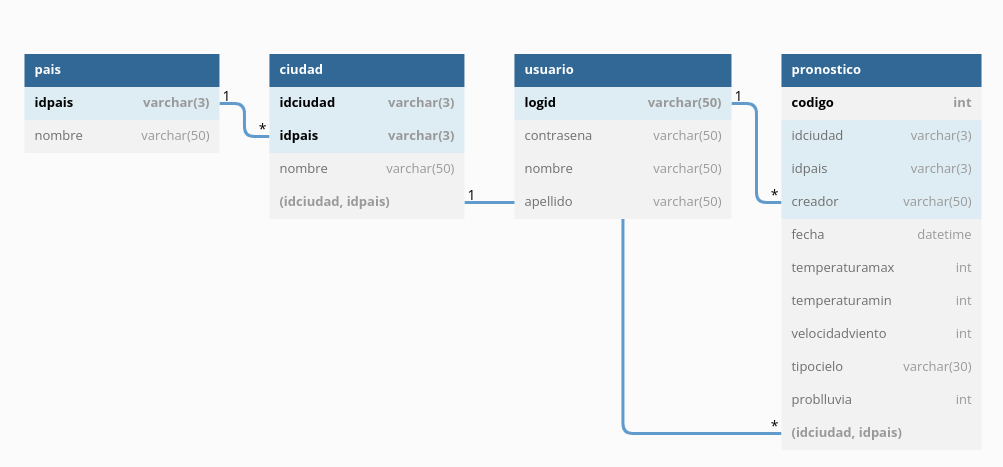 pais
idpais varchar(3)
nombre varchar(50)
1
*
ciudad
idciudad varchar(3)
idpais varchar(3)
nombre varchar(50)
(idciudad, idpais)
1
usuario
logid varchar(50)
contrasena varchar(50)
nombre varchar(50)
apellido varchar(50)
1
*
*
pronostico
codigo int
idciudad varchar(3)
idpais varchar(3)
creador varchar(50)
fecha datetime
temperaturamax int
temperaturamin int
velocidadviento int
tipocielo varchar(30)
problluvia int
(idciudad, idpais)